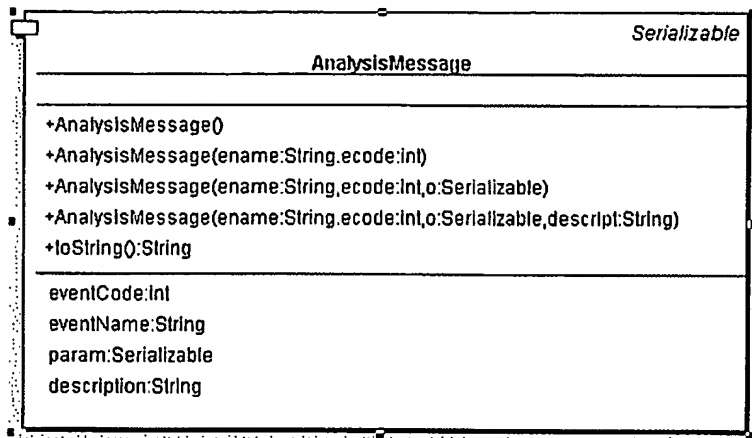 Serializable
AnalysisMessage
+AnalysisMessage()
+AnalysisMessage(ename:String.ecode:int)
+AnalysisMessage(ename:String,ecode:int,o:Serializable)
+AnalysisMessage(ename:String.ecode:int,o:Serializable,descript:String)
+toString():String
eventCode:int
eventName:String
param:Serializable
description:String